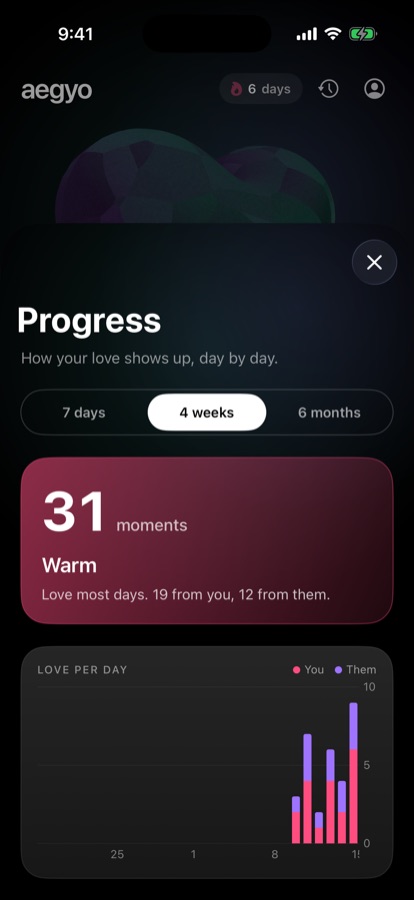 9:41
aegyo
6 days
Progress
How your love shows up, day by day.
7 days
4 weeks
6 months
31 moments
Warm
Love most days. 19 from you, 12 from them.
LOVE PER DAY
You
Them
10
5
0
25
1
8